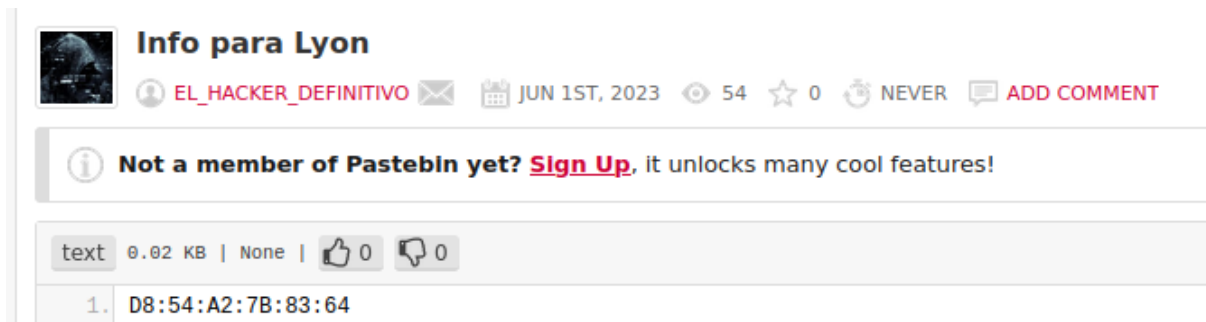 Info para Lyon
EL_HACKER_DEFINITIVO JUN 1ST, 2023 54 0 NEVER ADD COMMENT
Not a member of Pastebin yet? Sign Up, it unlocks many cool features!
text 0.02 KB | None | 0 0
1. D8:54:A2:7B:83:64